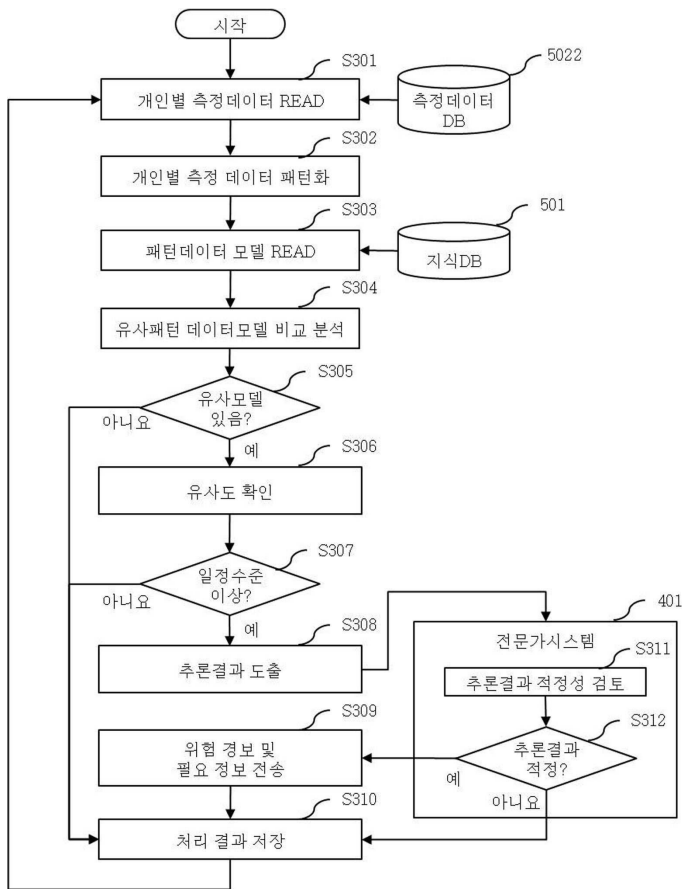 시작
S301
5022
개인별 측정데이터 READ
측정데이터
DB
S302
개인별 측정 데이터 패턴화
S303
501
패턴데이터 모델 READ
지식DB
S304
유사패턴 데이터모델 비교 분석
S305
유사모델
있음?
아니요
예
S306
유사도 확인
S307
일정수준
이상?
아니요
예
S308
추론결과 도출
401
전문가시스템
S311
추론결과 적정성 검토
S312
추론결과
적정?
예
아니요
S309
위험 경보 및
필요 정보 전송
S310
처리 결과 저장